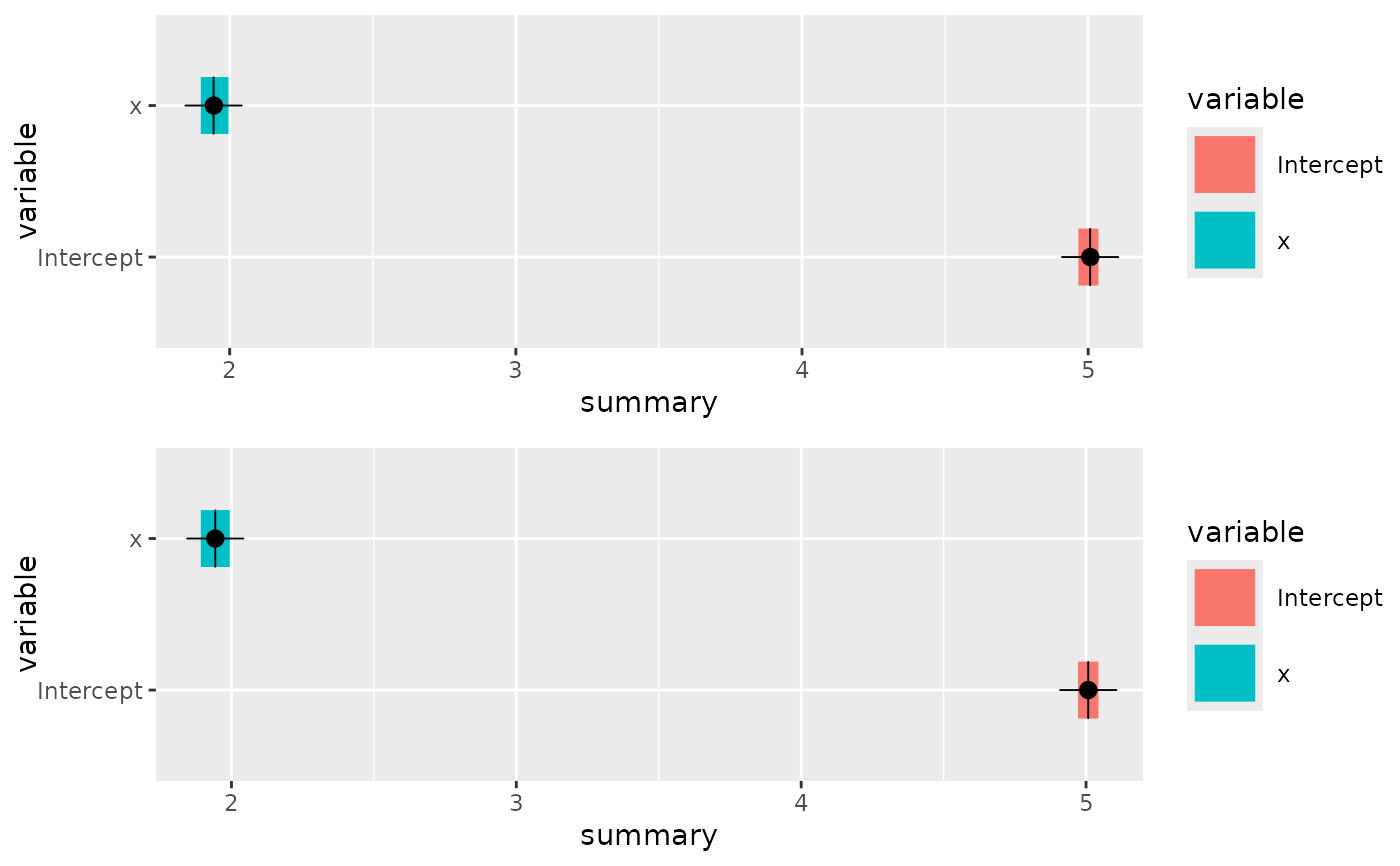 variable
x
Intercept
2 3 4 5
summary
variable
Intercept
x
variable
x
Intercept
2 3 4 5
summary
variable
Intercept
x